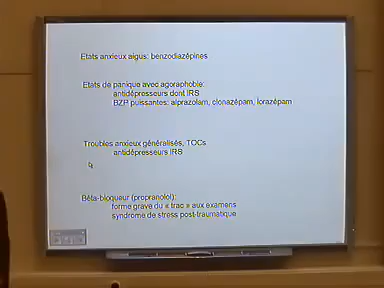 Etats anxieux aigus: benzodiazépines
Etats de panique avec agoraphobie:
antidépresseurs dont IRS
BZP puissantes: alprazolam, clonazépam, lorazépam
Troubles anxieux généralisés, TOCs
antidépresseurs IRS
Bêta-bloqueur (propranolol):
forme grave du « trac » aux examens
syndrome de stress post-traumatique